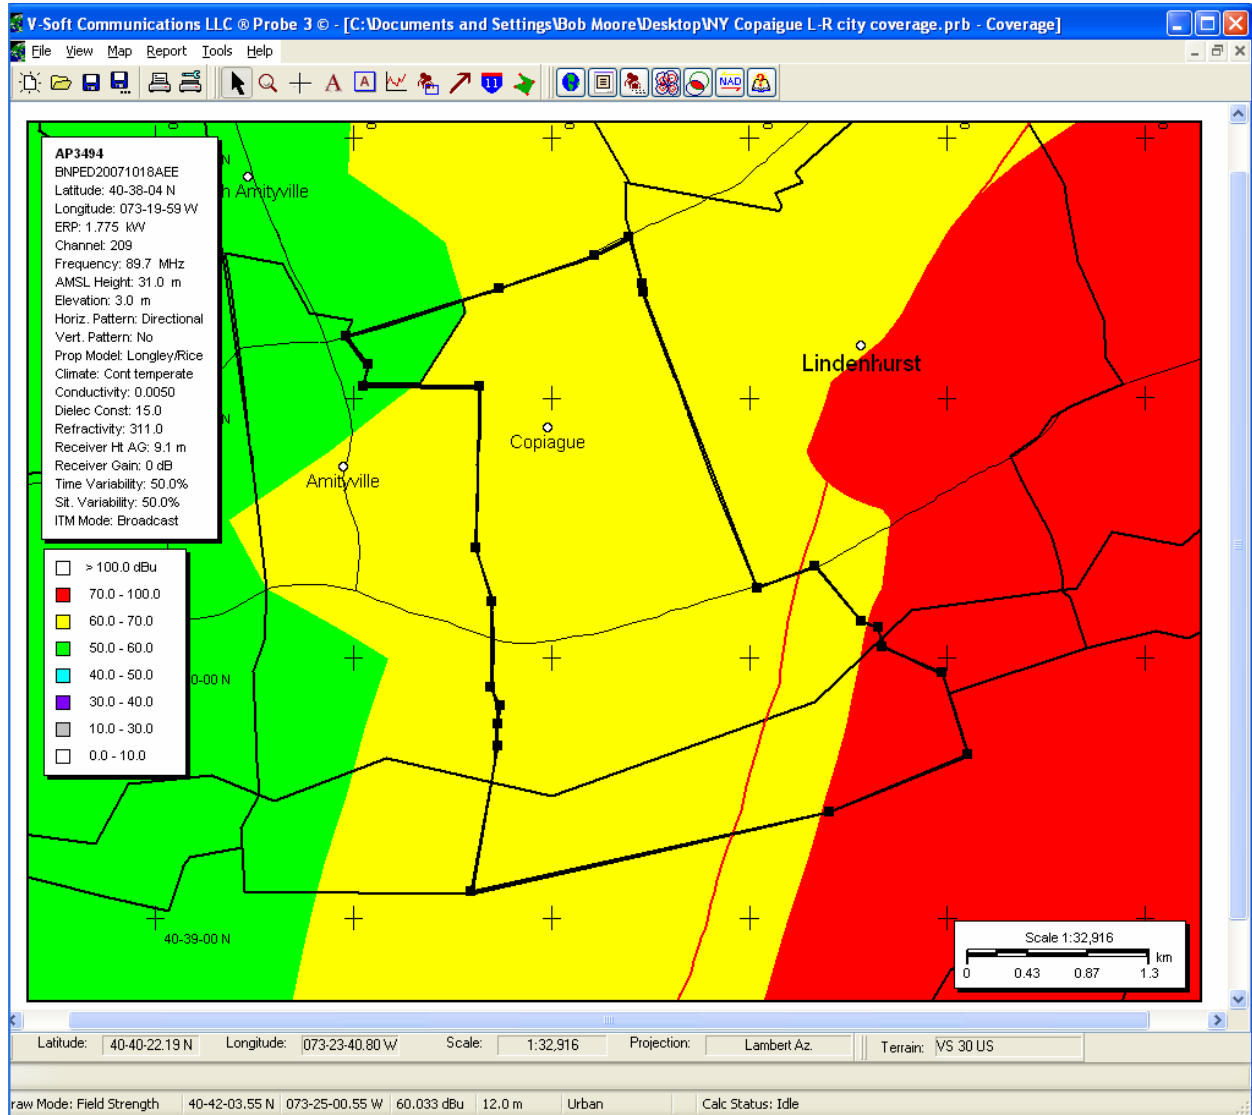 V-Soft Communications LLC ® Probe 3 © - [C:\Documents and Settings\Bob Moore\Desktop\NY Copaigue L-R city coverage.prb - Coverage]
File View Map Report Tools Help
A A 11 NAD
AP3494
BNPED20071018AEE
Latitude: 40-38-04 N
Longitude: 073-19-59 W
ERP: 1.775 kW
Channel: 209
Frequency: 89.7 MHz
AMSL Height: 31.0 m
Elevation: 3.0 m
Horiz. Pattern: Directional
Vert. Pattern: No
Prop Model: Longley/Rice
Climate: Cont temperate
Conductivity: 0.0050
Dielec Const: 15.0
Refractivity: 311.0
Receiver Ht AG: 9.1 m
Receiver Gain: 0 dB
Time Variability: 50.0%
Sit. Variability: 50.0%
ITM Mode: Broadcast
> 100.0 dBu
70.0 - 100.0
60.0 - 70.0
50.0 - 60.0
40.0 - 50.0
30.0 - 40.0
10.0 - 30.0
0.0 - 10.0
N
h Amityville
Lindenhurst
N
Copiague
Amityville
0-00 N
40-39-00 N
Scale 1:32,916
km
0 0.43 0.87 1.3
Latitude: 40-40-22.19 N Longitude: 073-23-40.80 W Scale: 1:32,916 Projection: Lambert Az. Terrain: VS 30 US
raw Mode: Field Strength 40-42-03.55 N 073-25-00.55 W 60.033 dBu 12.0 m Urban Calc Status: Idle